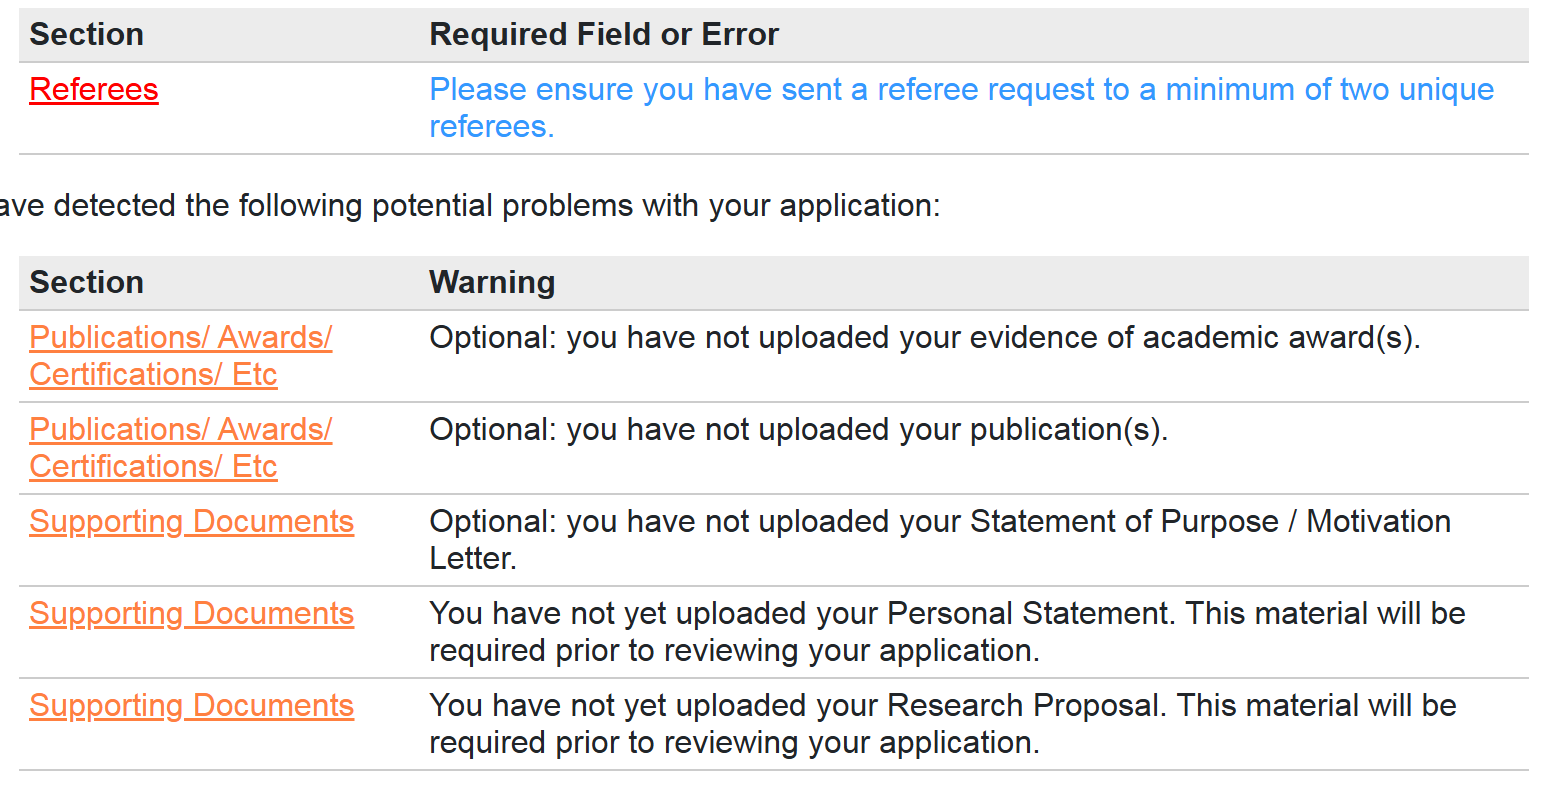 Section Required Field or Error
Referees Please ensure you have sent a referee request to a minimum of two unique
referees.
ave detected the following potential problems with your application:
Section Warning
Publications/ Awards/ Optional: you have not uploaded your evidence of academic award(s).
Certifications/ Etc
Publications/ Awards/ Optional: you have not uploaded your publication(s).
Certifications/ Etc
Supporting Documents Optional: you have not uploaded your Statement of Purpose / Motivation
Letter.
Supporting Documents You have not yet uploaded your Personal Statement. This material will be
required prior to reviewing your application.
Supporting Documents You have not yet uploaded your Research Proposal. This material will be
required prior to reviewing your application.